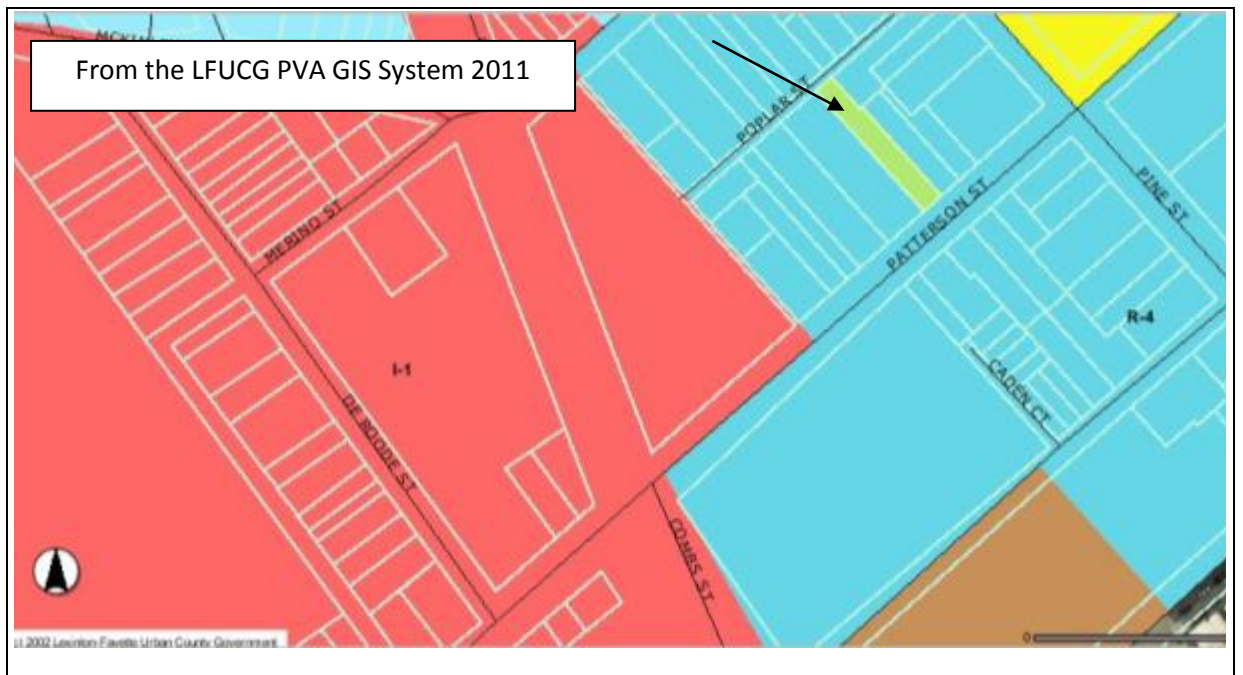 From the LFUCG PVA GIS System 2011
POPLAR ST
PATTERSON ST
PINE ST
MERINO ST
R-4
I-1
CADEN CT
DE ROODE ST
COMBS ST
2002 Lexington-Fayette Urban County Government
0